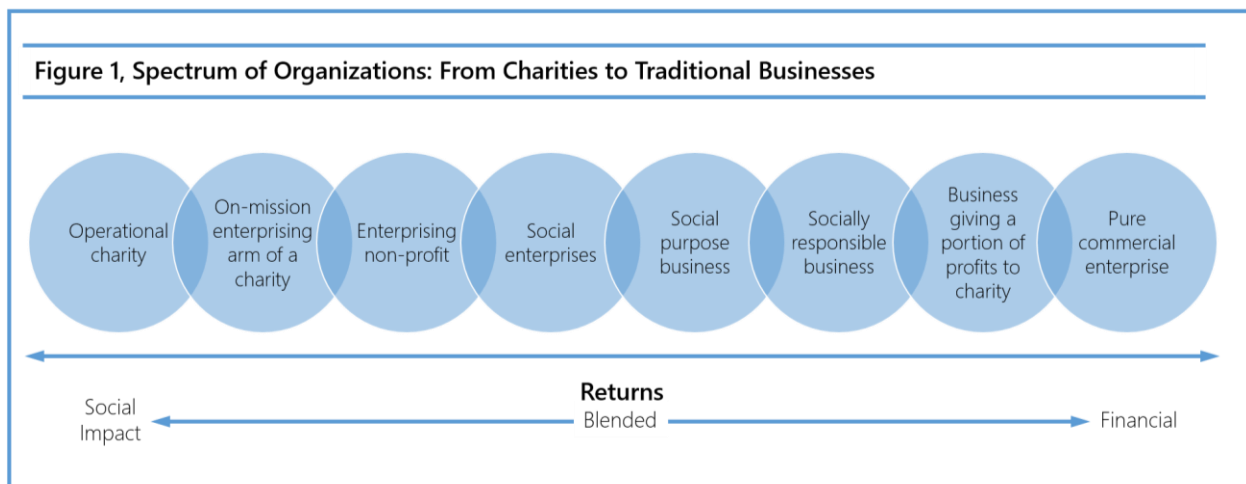 Figure 1, Spectrum of Organizations: From Charities to Traditional Businesses
Operational
charity
On-mission
enterprising
arm of a
charity
Enterprising
non-profit
Social
enterprises
Social
purpose
business
Socially
responsible
business
Business
giving a
portion of
profits to
charity
Pure
commercial
enterprise
Returns
Social
Impact
Blended
Financial